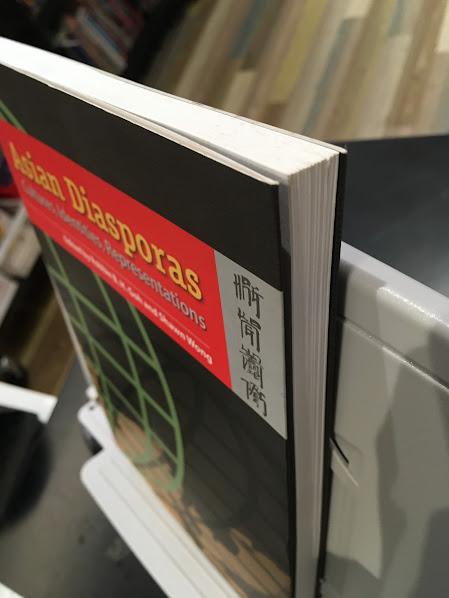 Asian Diasporas
Cultures, Identities, Representations
Edited by Robbie B. H. Goh and Shawn Wong